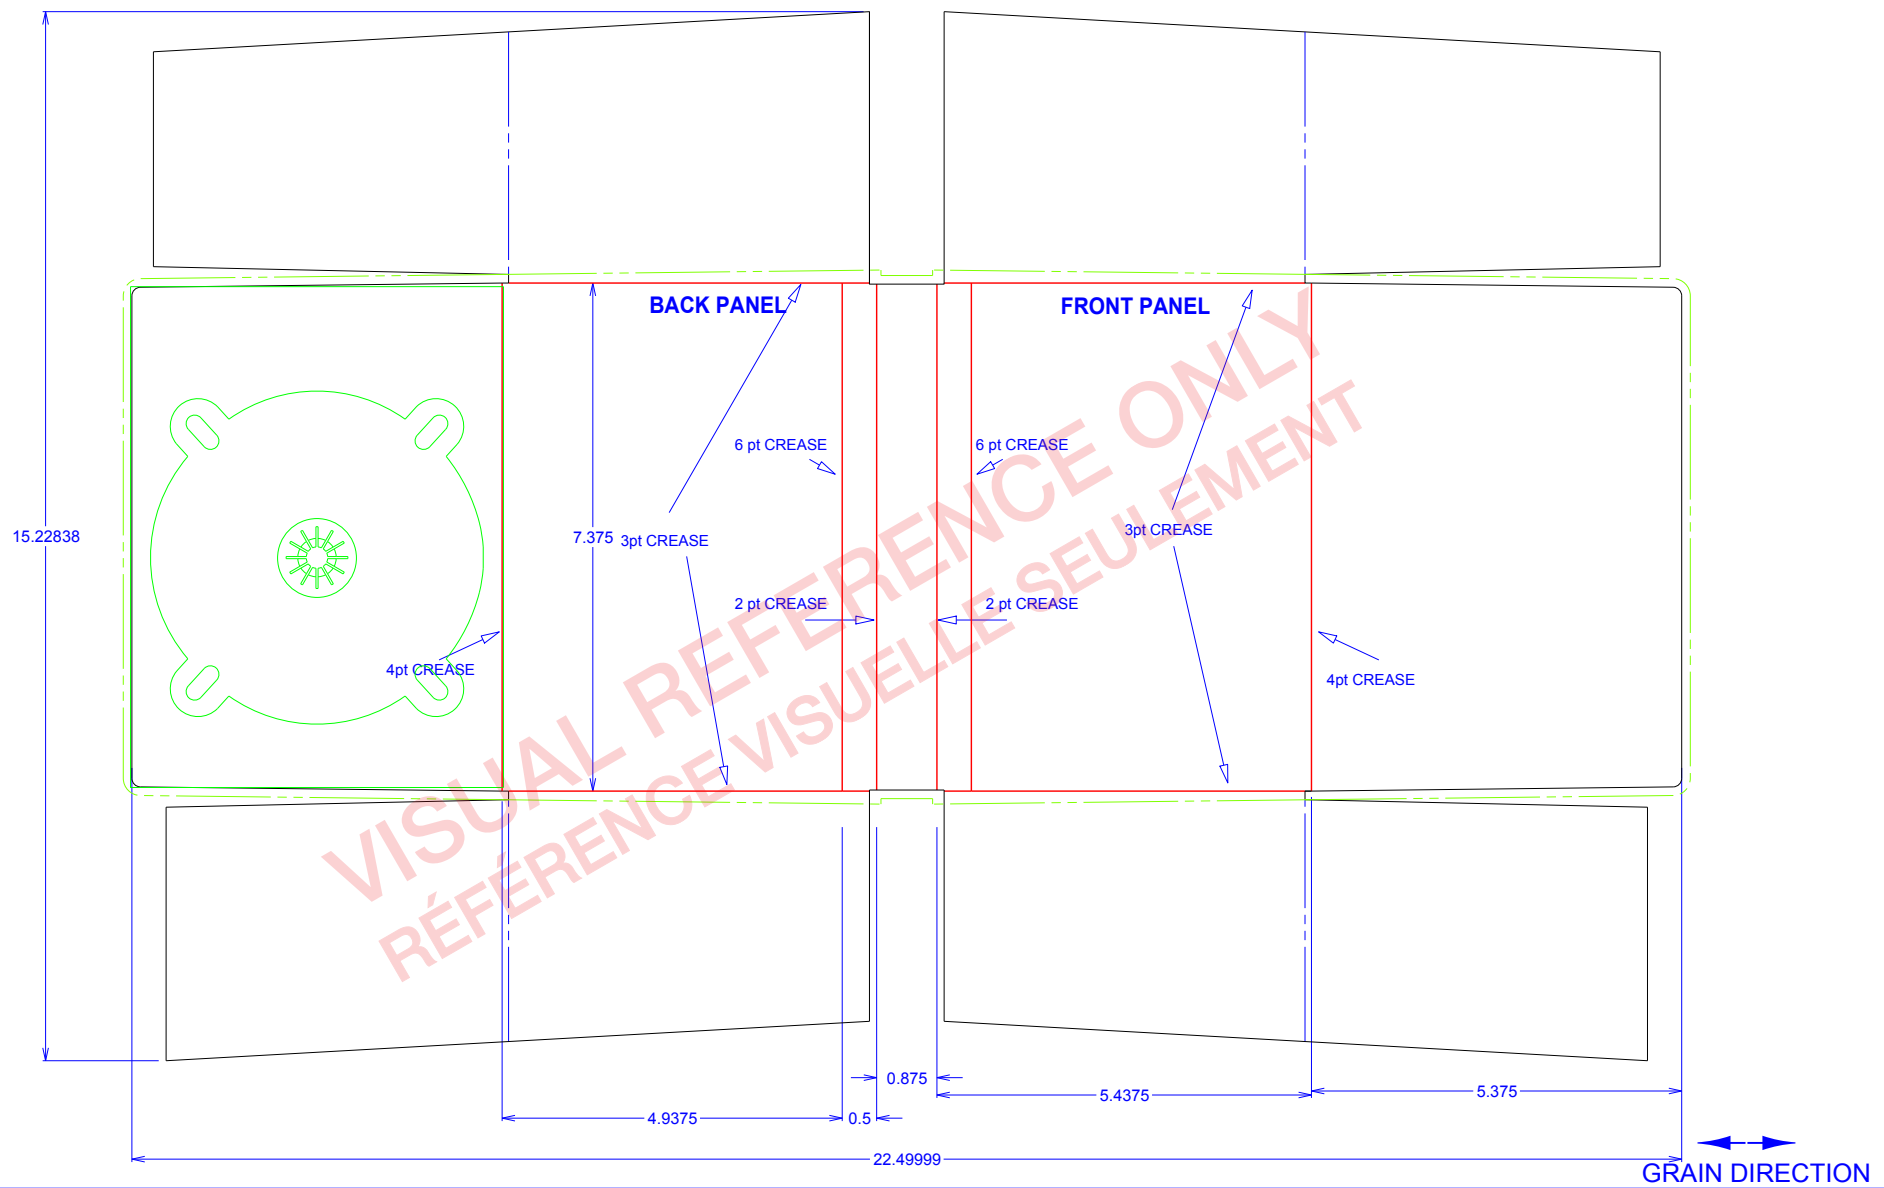 BACK PANEL
FRONT PANEL
6 pt CREASE
6 pt CREASE
15.22838
7.375
3pt CREASE
3pt CREASE
2 pt CREASE
2 pt CREASE
4pt CREASE
4pt CREASE
VISUAL REFERENCE ONLY
RÉFÉRENCE VISUELLE SEULEMENT
0.875
5.4375
5.375
4.9375
0.5
22.49999
GRAIN DIRECTION